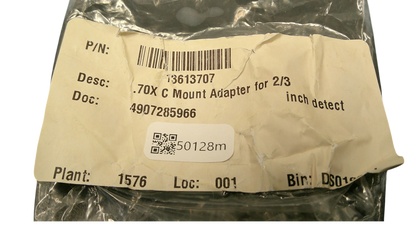 P/N:
13613707
Desc: .70X C Mount Adapter for 2/3
inch detect
Doc: 4907285966
50128m
Plant: 1576 Loc: 001 Bin: